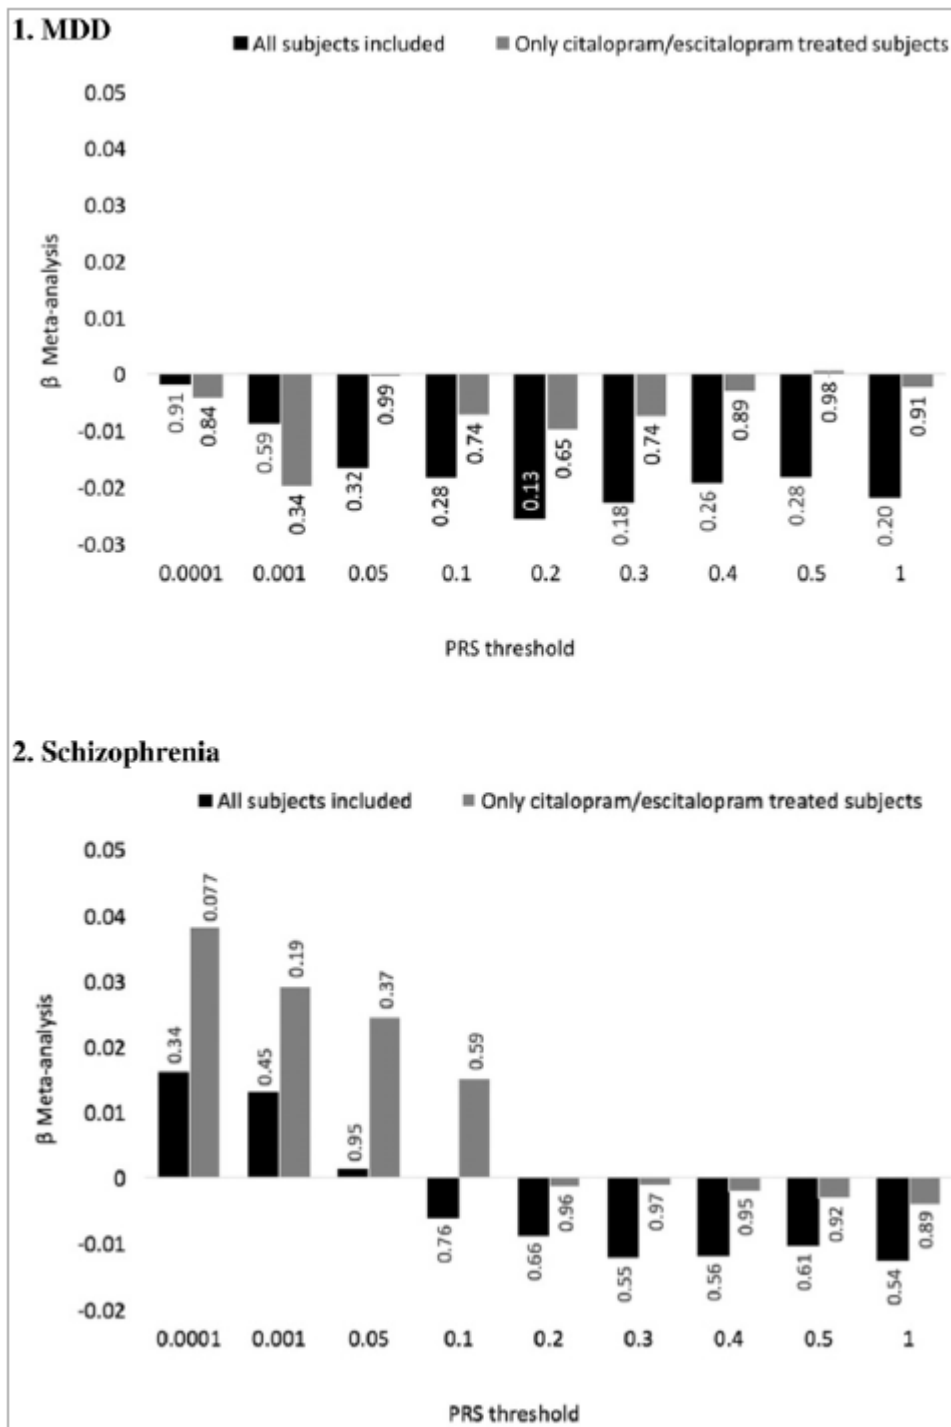 1. MDD
All subjects included Only citalopram/escitalopram treated subjects
0.05
0.04
0.03
0.02
0.01
0
-0.01
-0.02
-0.03
β Meta-analysis
0.91 0.84 0.59 0.34 0.32 0.99 0.28 0.74 0.13 0.65 0.18 0.74 0.26 0.89 0.28 0.98 0.20 0.91
0.0001 0.001 0.05 0.1 0.2 0.3 0.4 0.5 1
PRS threshold
2. Schizophrenia
All subjects included Only citalopram/escitalopram treated subjects
0.05
0.04
0.03
0.02
0.01
0
-0.01
-0.02
β Meta-analysis
0.34 0.077 0.45 0.19 0.95 0.37 0.76 0.59 0.66 0.96 0.55 0.97 0.56 0.95 0.61 0.92 0.54 0.89
0.0001 0.001 0.05 0.1 0.2 0.3 0.4 0.5 1
PRS threshold